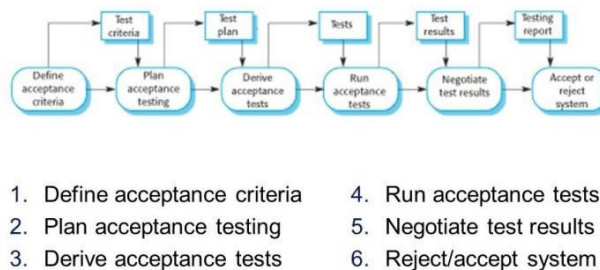 Test
criteria
Test
plan
Tests
Test
results
Testing
report
Define
acceptance
criteria
Plan
acceptance
testing
Derive
acceptance
tests
Run
acceptance
tests
Negotiate
test results
Accept or
reject
system
1. Define acceptance criteria
2. Plan acceptance testing
3. Derive acceptance tests
4. Run acceptance tests
5. Negotiate test results
6. Reject/accept system